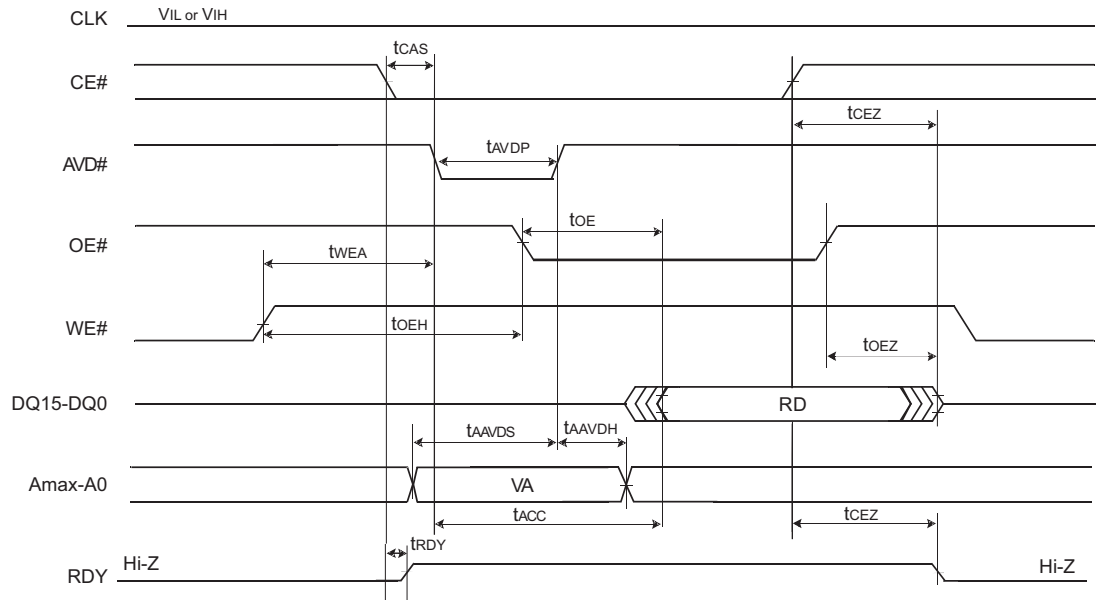 CLK VIL or VIH
tCAS
CE#
tCEZ
tAVDP
AVD#
tOE
OE#
tWEA
WE#
tOEH
tOEZ
DQ15-DQ0 RD
tAAVDS tAAVDH
Amax-A0 VA
tACC tCEZ
tRDY
RDY Hi-Z Hi-Z